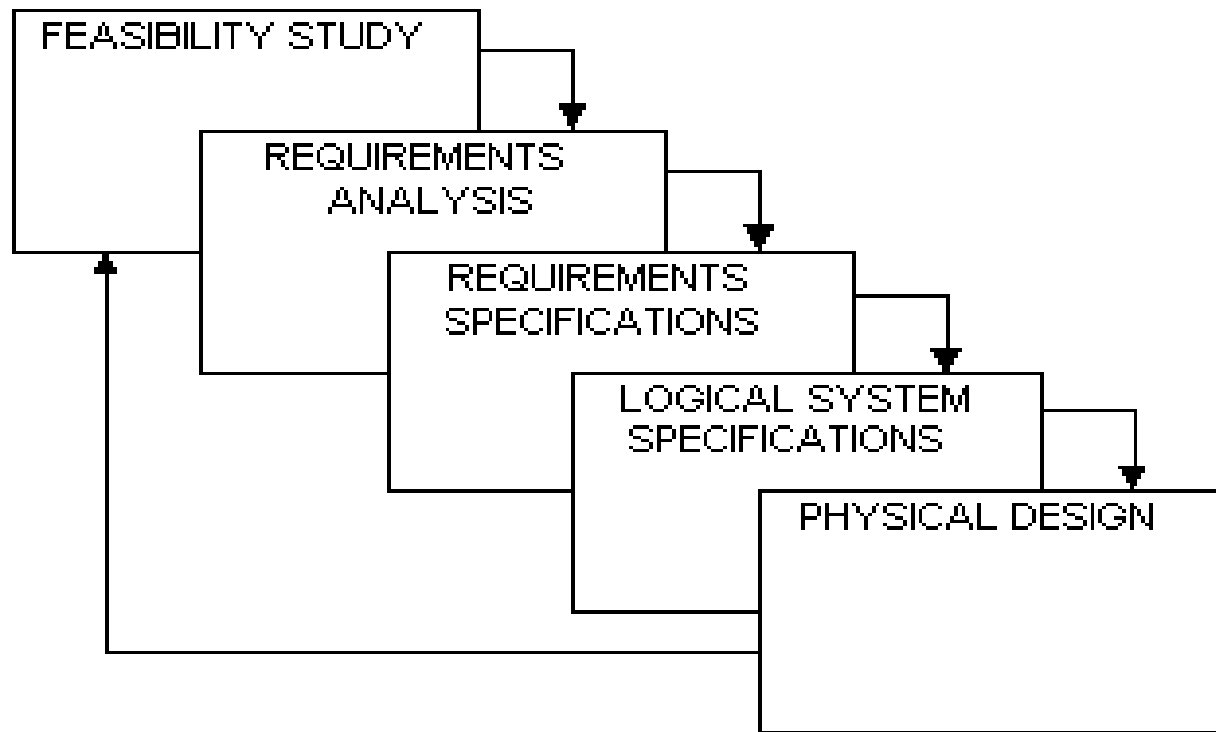 FEASIBILITY STUDY
REQUIREMENTS
ANALYSIS
REQUIREMENTS
SPECIFICATIONS
LOGICAL SYSTEM
SPECIFICATIONS
PHYSICAL DESIGN